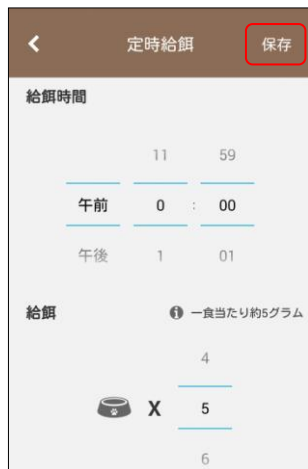 定時給餌 保存
給餌時間
11 59
午前 0 : 00
午後 1 01
給餌 一食当たり約5グラム
4
X 5
6